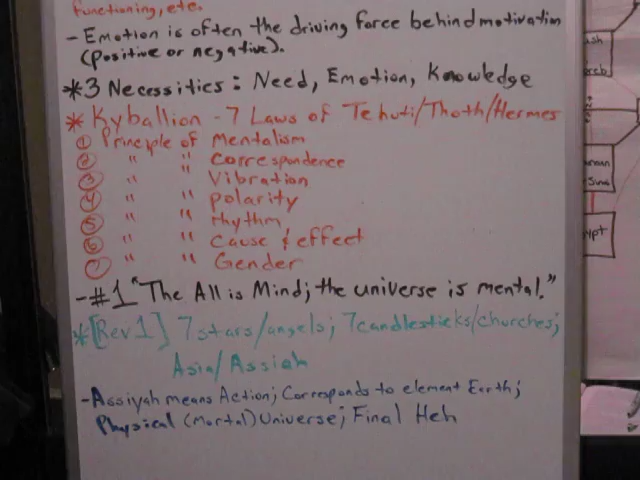 functioning, etc.
- Emotion is often the driving force behind motivation
(positive or negative).
*3 Necessities: Need, Emotion, Knowledge
* Kyballion - 7 Laws of Tehuti/Thoth/Hermes
① Principle of Mentalism
② " " Correspondence
③ " " Vibration
④ " " polarity
⑤ " " rhythm
⑥ " " Cause & effect
⑦ " " Gender
- #1 "The All is Mind; the universe is mental."
*[Rev 1] 7 stars/angels; 7 candlesticks/churches;
Asia/Assiah
- Assiyah means Action; Corresponds to element Earth;
Physical (Mortal) Universe; Final Heh